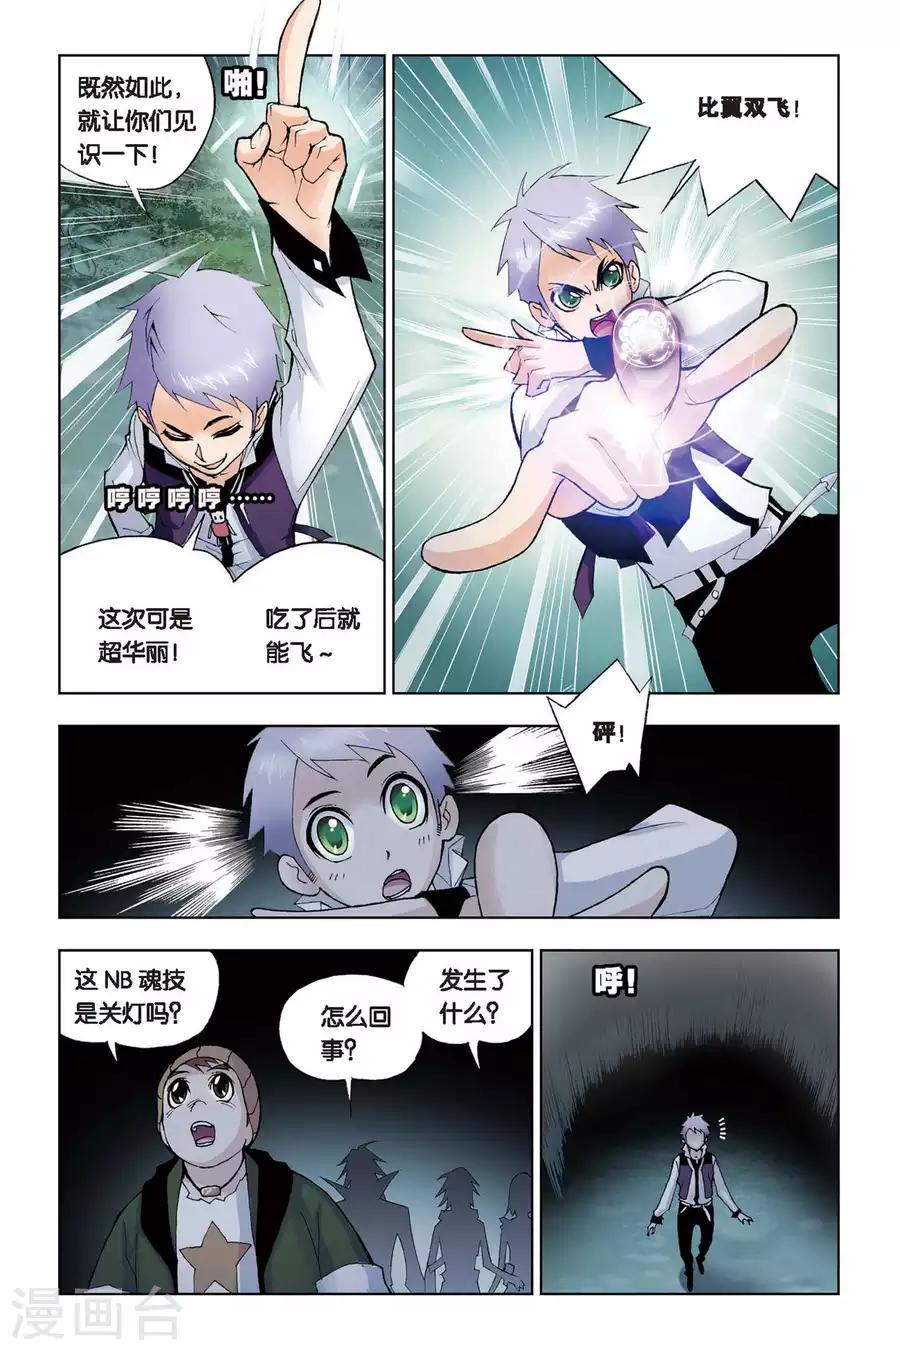 既然如此，
就让你们见
识一下！
啪！
哼哼哼哼……
这次可是
超华丽！
吃了后就
能飞～
比翼双飞！
砰！
这 NB 魂技
是关灯吗？
怎么回
事？
发生了
什么？
呼！
漫画台